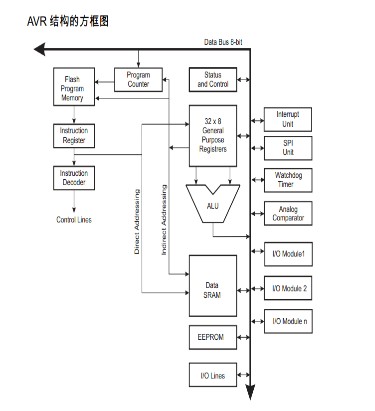 AVR 结构的方框图
Data Bus 8-bit
Flash
Program
Memory
Program
Counter
Status
and Control
Instruction
Register
32 x 8
General
Purpose
Registrers
Interrupt
Unit
SPI
Unit
Instruction
Decoder
Watchdog
Timer
Direct Addressing
Indirect Addressing
ALU
Analog
Comparator
Control Lines
I/O Module1
Data
SRAM
I/O Module 2
I/O Module n
EEPROM
I/O Lines